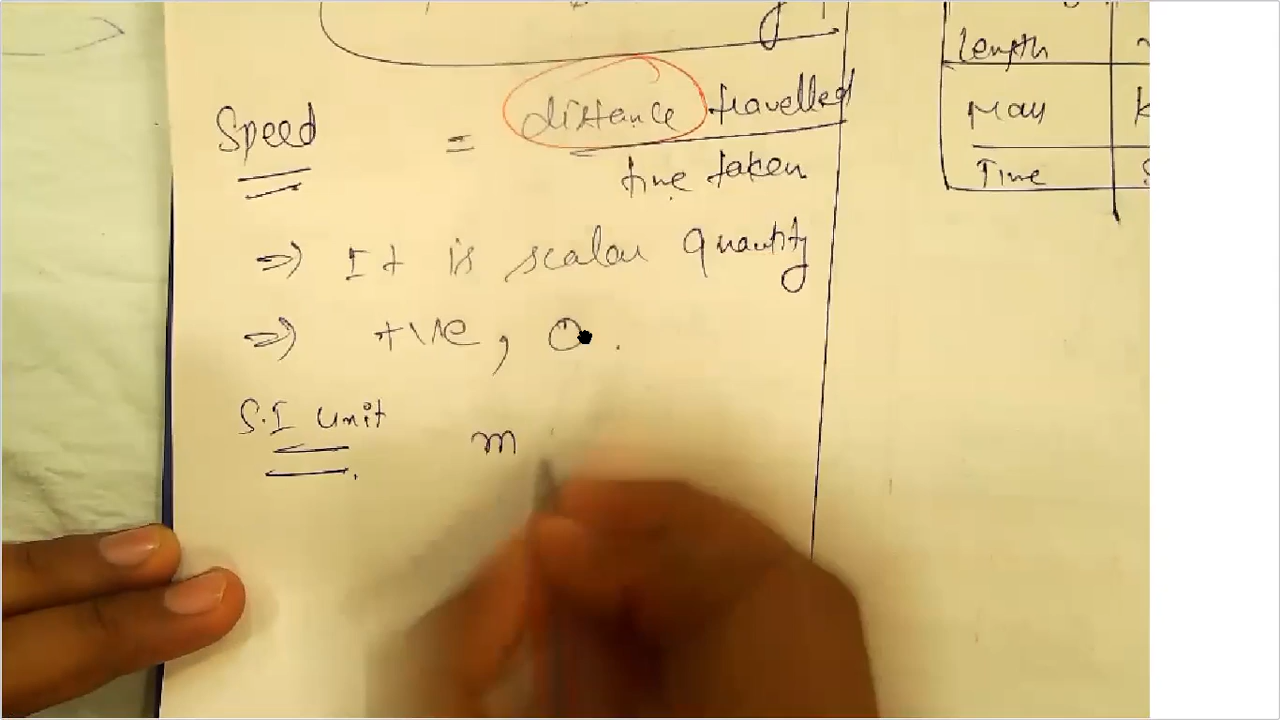 Speed = distance travelled
time taken
=> It is scalar quantity
=> +ve, 0.
S.I Unit m
Length
Mass
Time